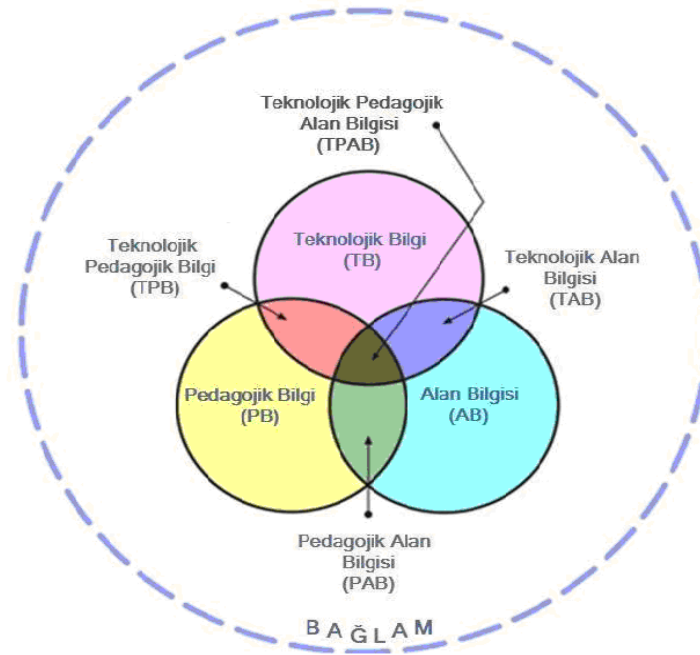 Teknolojik Pedagojik
Alan Bilgisi
(TPAB)
Teknolojik
Pedagojik Bilgi
(TPB)
Teknolojik Bilgi
(TB)
Teknolojik Alan
Bilgisi
(TAB)
Pedagojik Bilgi
(PB)
Alan Bilgisi
(AB)
Pedagojik Alan
Bilgisi
(PAB)
BAĞLAM